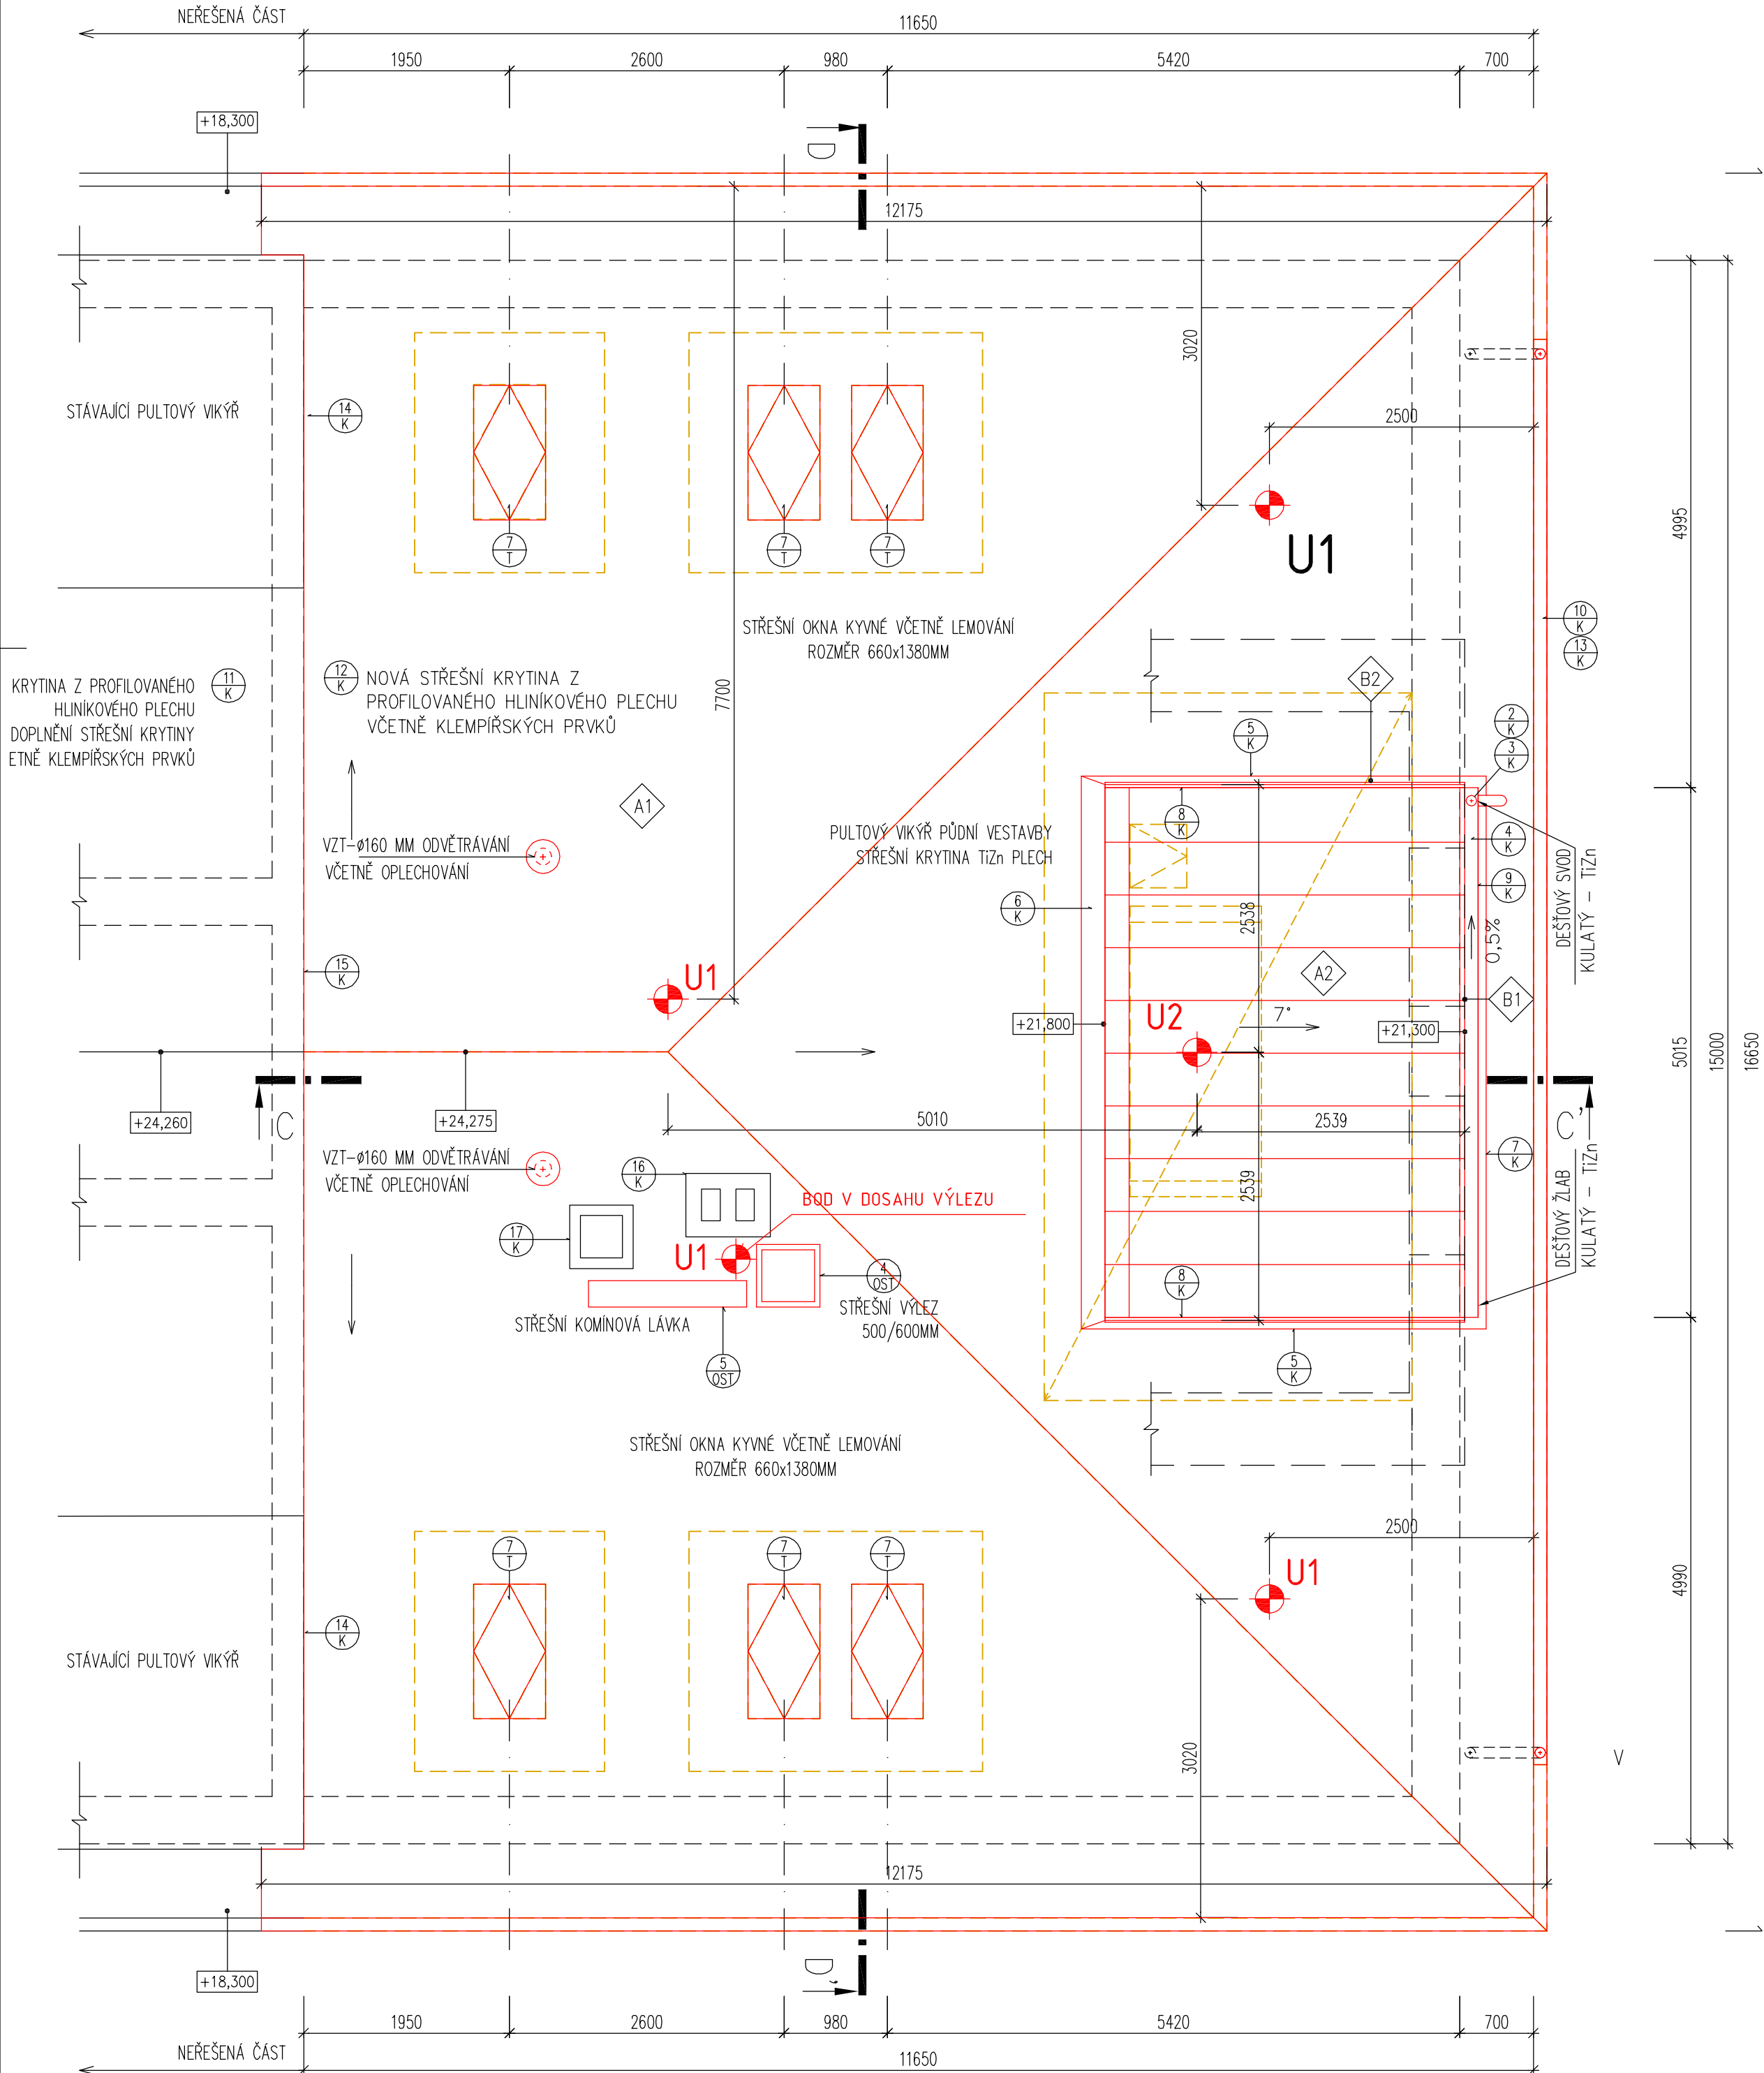 NEŘEŠENÁ ČÁST
11650
1950
2600
980
5420
700
+18,300
D
12175
3020
STÁVAJÍCÍ PULTOVÝ VIKÝŘ
14
K
2500
4995
7
T
7
T
7
T
U1
STŘEŠNÍ OKNA KYVNÉ VČETNĚ LEMOVÁNÍ
ROZMĚR 660x1380MM
10
K
13
K
KRYTINA Z PROFILOVANÉHO
HLINÍKOVÉHO PLECHU
DOPLNĚNÍ STŘEŠNÍ KRYTINY
ETNĚ KLEMPÍŘSKÝCH PRVKŮ
11
K
12
K
NOVÁ STŘEŠNÍ KRYTINA Z
PROFILOVANÉHO HLINÍKOVÉHO PLECHU
VČETNĚ KLEMPÍŘSKÝCH PRVKŮ
7700
B2
5
K
2
K
3
K
A1
8
K
PULTOVÝ VIKÝŘ PŮDNÍ VESTAVBY
STŘEŠNÍ KRYTINA TiZn PLECH
4
K
VZT-ø160 MM ODVĚTRÁVÁNÍ
VČETNĚ OPLECHOVÁNÍ
9
K
6
K
2538
0,5%
DEŠŤOVÝ SVOD
KULATÝ - TiZn
15
K
U1
A2
B1
U2
7°
+21,800
+21,300
5015
15000
16650
+24,260
C
+24,275
5010
2539
C'
VZT-ø160 MM ODVĚTRÁVÁNÍ
VČETNĚ OPLECHOVÁNÍ
16
K
7
K
2539
BOD V DOSAHU VÝLEZU
DEŠŤOVÝ ŽLAB
KULATÝ - TiZn
17
K
U1
4
OST
8
K
STŘEŠNÍ VÝLEZ
500/600MM
STŘEŠNÍ KOMÍNOVÁ LÁVKA
5
OST
5
K
STŘEŠNÍ OKNA KYVNÉ VČETNĚ LEMOVÁNÍ
ROZMĚR 660x1380MM
2500
7
T
7
T
7
T
U1
4990
14
K
STÁVAJÍCÍ PULTOVÝ VIKÝŘ
3020
V
12175
D'
+18,300
1950
2600
980
5420
700
NEŘEŠENÁ ČÁST
11650